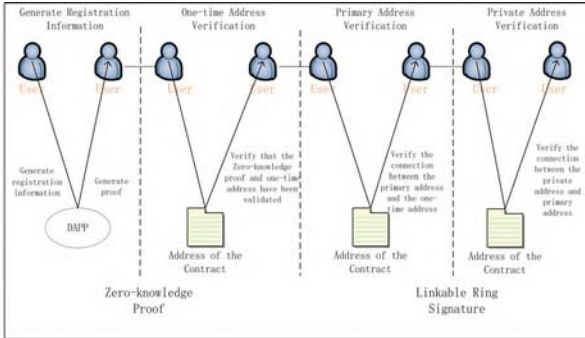 Generate Registration
Information
One-time Address
Verification
Primary Address
Verification
Private Address
Verification
User
User
User
User
User
User
User
User
Generate
registration
information
Generate
proof
DAPP
Verify that the
Zero-knowledge
proof and one-time
address have been
validated
Address of the
Contract
Verify the
connection
between the
primary address
and the one-
time address
Address of the
Contract
Verify the
connection
between the
private
address and
primary
address
Address of the
Contract
Zero-knowledge
Proof
Linkable Ring
Signature